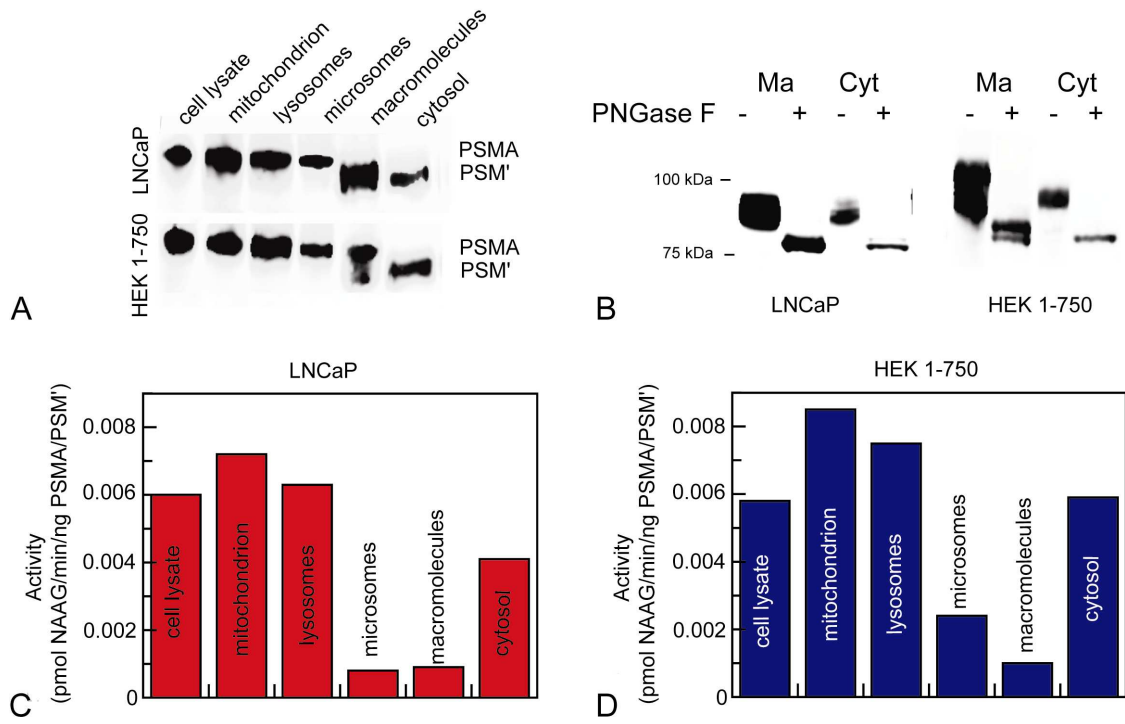 cell lysate
mitochondrion
lysosomes
microsomes
macromolecules
cytosol
LNCaP
PSMA
PSM'
HEK 1-750
PSMA
PSM'
A
Ma Cyt Ma Cyt
PNGase F - + - + - + - +
100 kDa
75 kDa
LNCaP HEK 1-750
B
LNCaP
Activity
(pmol NAAG/min/ng PSMA/PSM')
0.008
0.006
0.004
0.002
0
cell lysate
mitochondrion
lysosomes
microsomes
macromolecules
cytosol
C
HEK 1-750
Activity
(pmol NAAG/min/ng PSMA/PSM')
0.008
0.006
0.004
0.002
0
cell lysate
mitochondrion
lysosomes
microsomes
macromolecules
cytosol
D